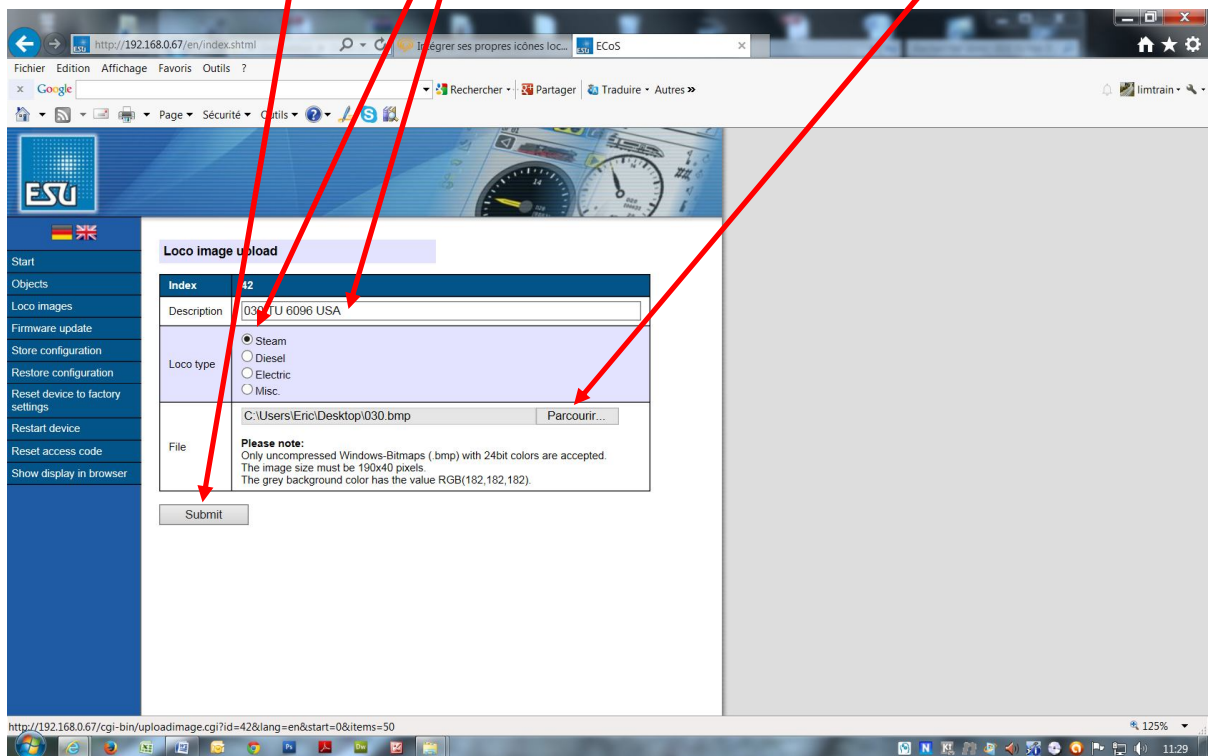 http://192.168.0.67/en/index.shtml
Intégrer ses propres icônes loc...
ECoS
Fichier Edition Affichage Favoris Outils ?
x Google
Rechercher
Partager
Traduire
Autres »
limtrain
Page Sécurité Outils
ESU
Start
Objects
Loco images
Firmware update
Store configuration
Restore configuration
Reset device to factory
settings
Restart device
Reset access code
Show display in browser
Loco image upload
Index 42
Description 030 TU 6096 USA
Loco type
Steam
Diesel
Electric
Misc.
File
C:\Users\Eric\Desktop\030.bmp Parcourir...
Please note:
Only uncompressed Windows-Bitmaps (.bmp) with 24bit colors are accepted.
The image size must be 190x40 pixels.
The grey background color has the value RGB(182,182,182).
Submit
http://192.168.0.67/cgi-bin/uploadimage.cgi?id=42&lang=en&start=0&items=50
125%
11:29